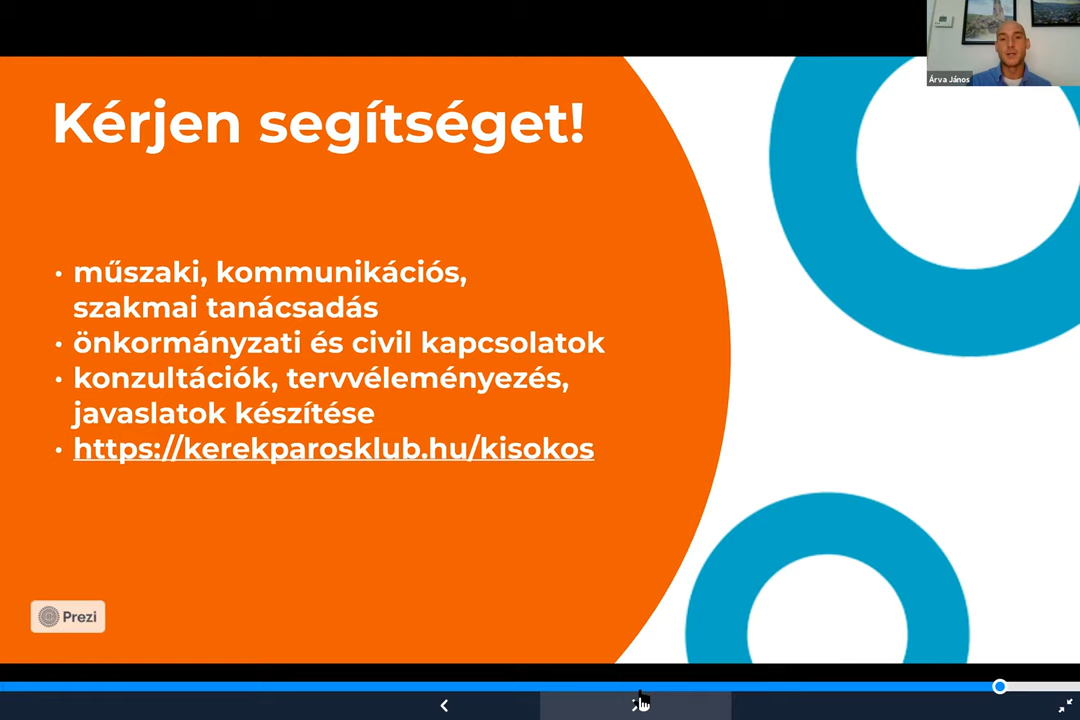 Árva János
Kérjen segítséget!
• műszaki, kommunikációs,
szakmai tanácsadás
• önkormányzati és civil kapcsolatok
• konzultációk, tervvéleményezés,
javaslatok készítése
• https://kerekparosklub.hu/kisokos
Prezi